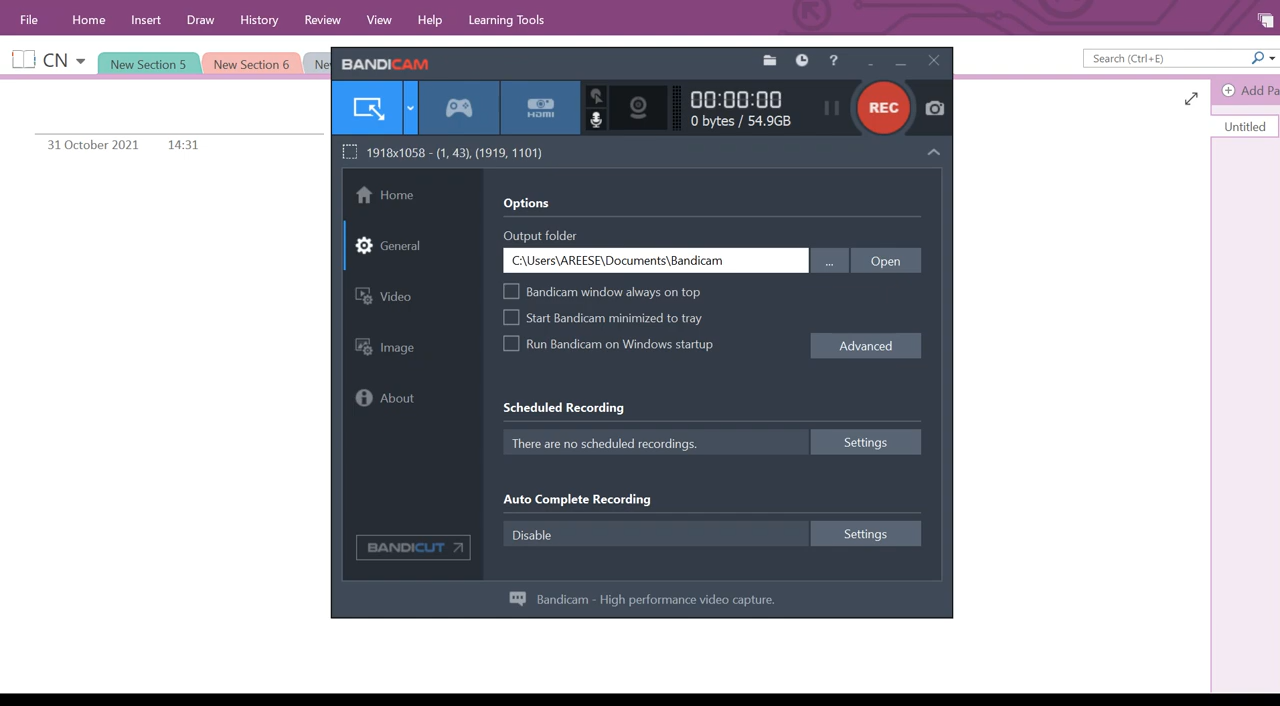 File Home Insert Draw History Review View Help Learning Tools
CN New Section 5 New Section 6 Ne Search (Ctrl+E)
Add Pa
Untitled
31 October 2021 14:31
BANDICAM ?
HDMI 00:00:00 REC
0 bytes / 54.9GB
1918x1058 - (1, 43), (1919, 1101)
Home
General
Video
Image
About
BANDICUT
Options
Output folder
C:\Users\AREESE\Documents\Bandicam ... Open
Bandicam window always on top
Start Bandicam minimized to tray
Run Bandicam on Windows startup Advanced
Scheduled Recording
There are no scheduled recordings. Settings
Auto Complete Recording
Disable Settings
Bandicam - High performance video capture.